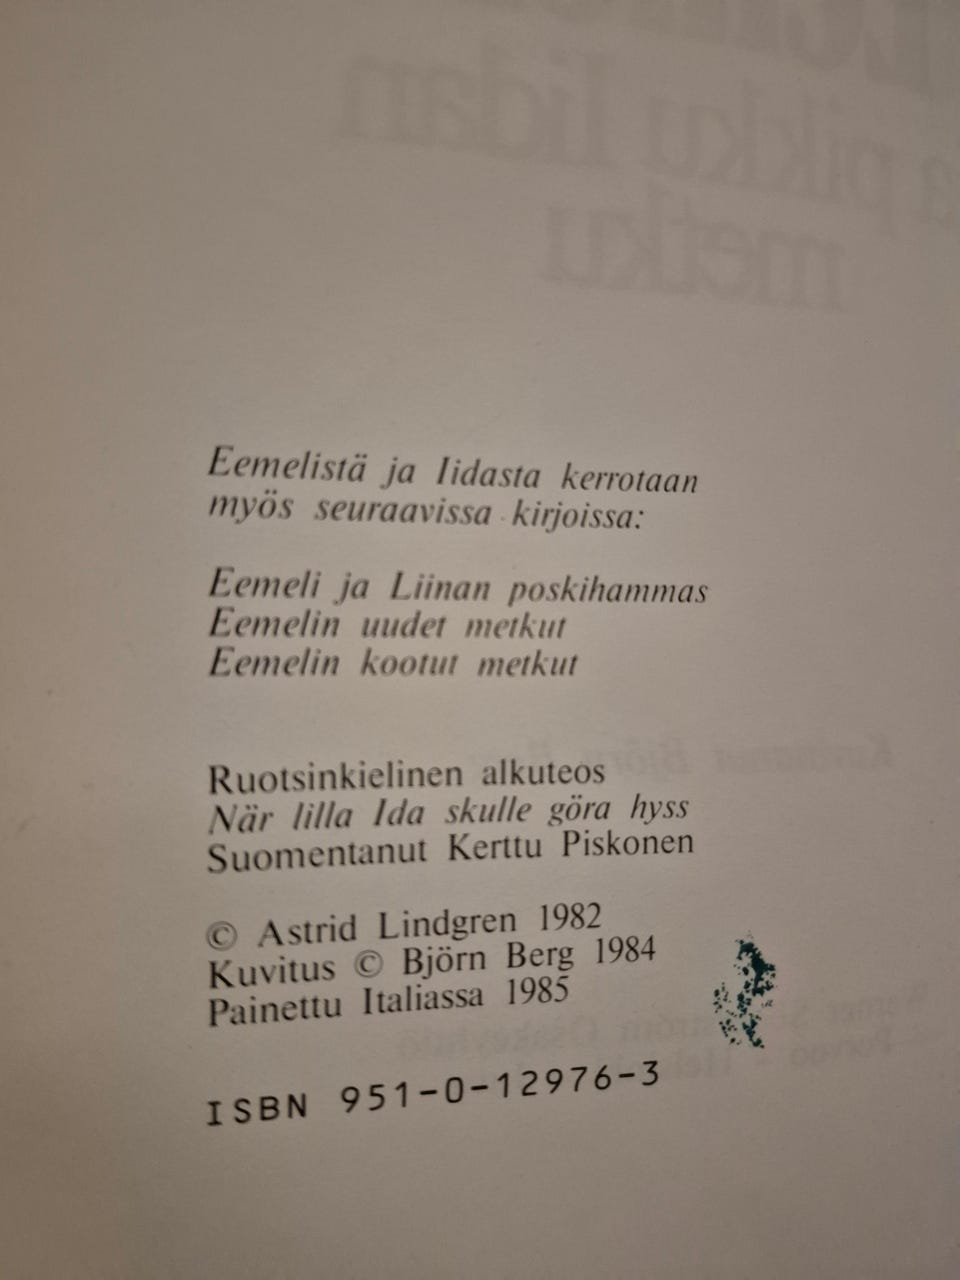 Eemelistä ja Iidasta kerrotaan
myös seuraavissa kirjoissa:
Eemeli ja Liinan poskihammas
Eemelin uudet metkut
Eemelin kootut metkut
Ruotsinkielinen alkuteos
När lilla Ida skulle göra hyss
Suomentanut Kerttu Piskonen
© Astrid Lindgren 1982
Kuvitus © Björn Berg 1984
Painettu Italiassa 1985
ISBN 951-0-12976-3